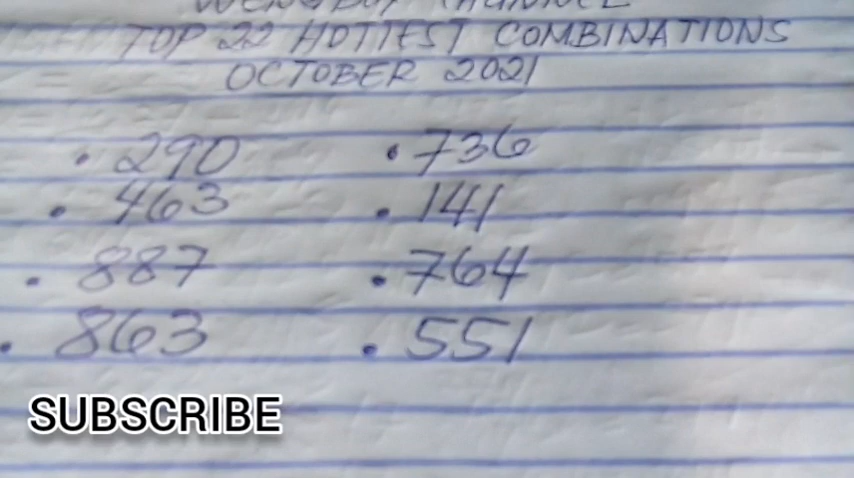 TOP 22 HOTTEST COMBINATIONS
OCTOBER 2021
• 290 • 736
• 463 • 141
• 887 • 764
• 863 • 551
SUBSCRIBE